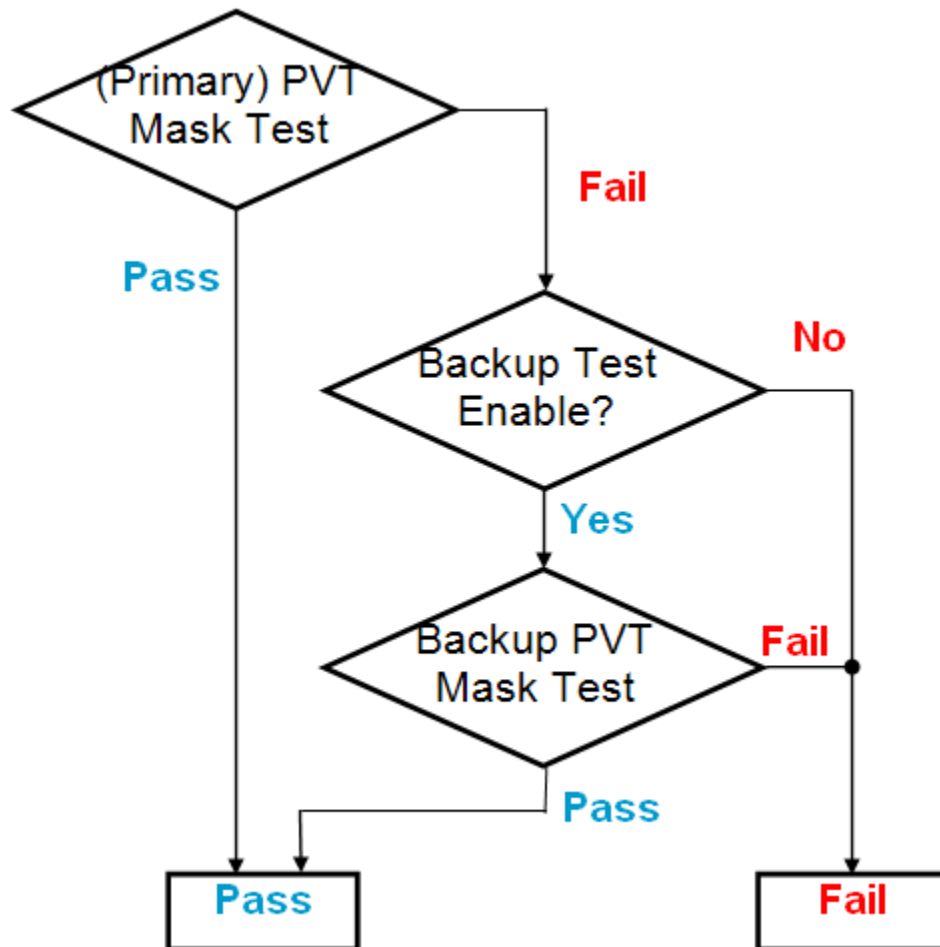 (Primary) PVT
Mask Test
Fail
Pass
Backup Test
Enable?
No
Yes
Backup PVT
Mask Test
Fail
Pass
Pass
Fail